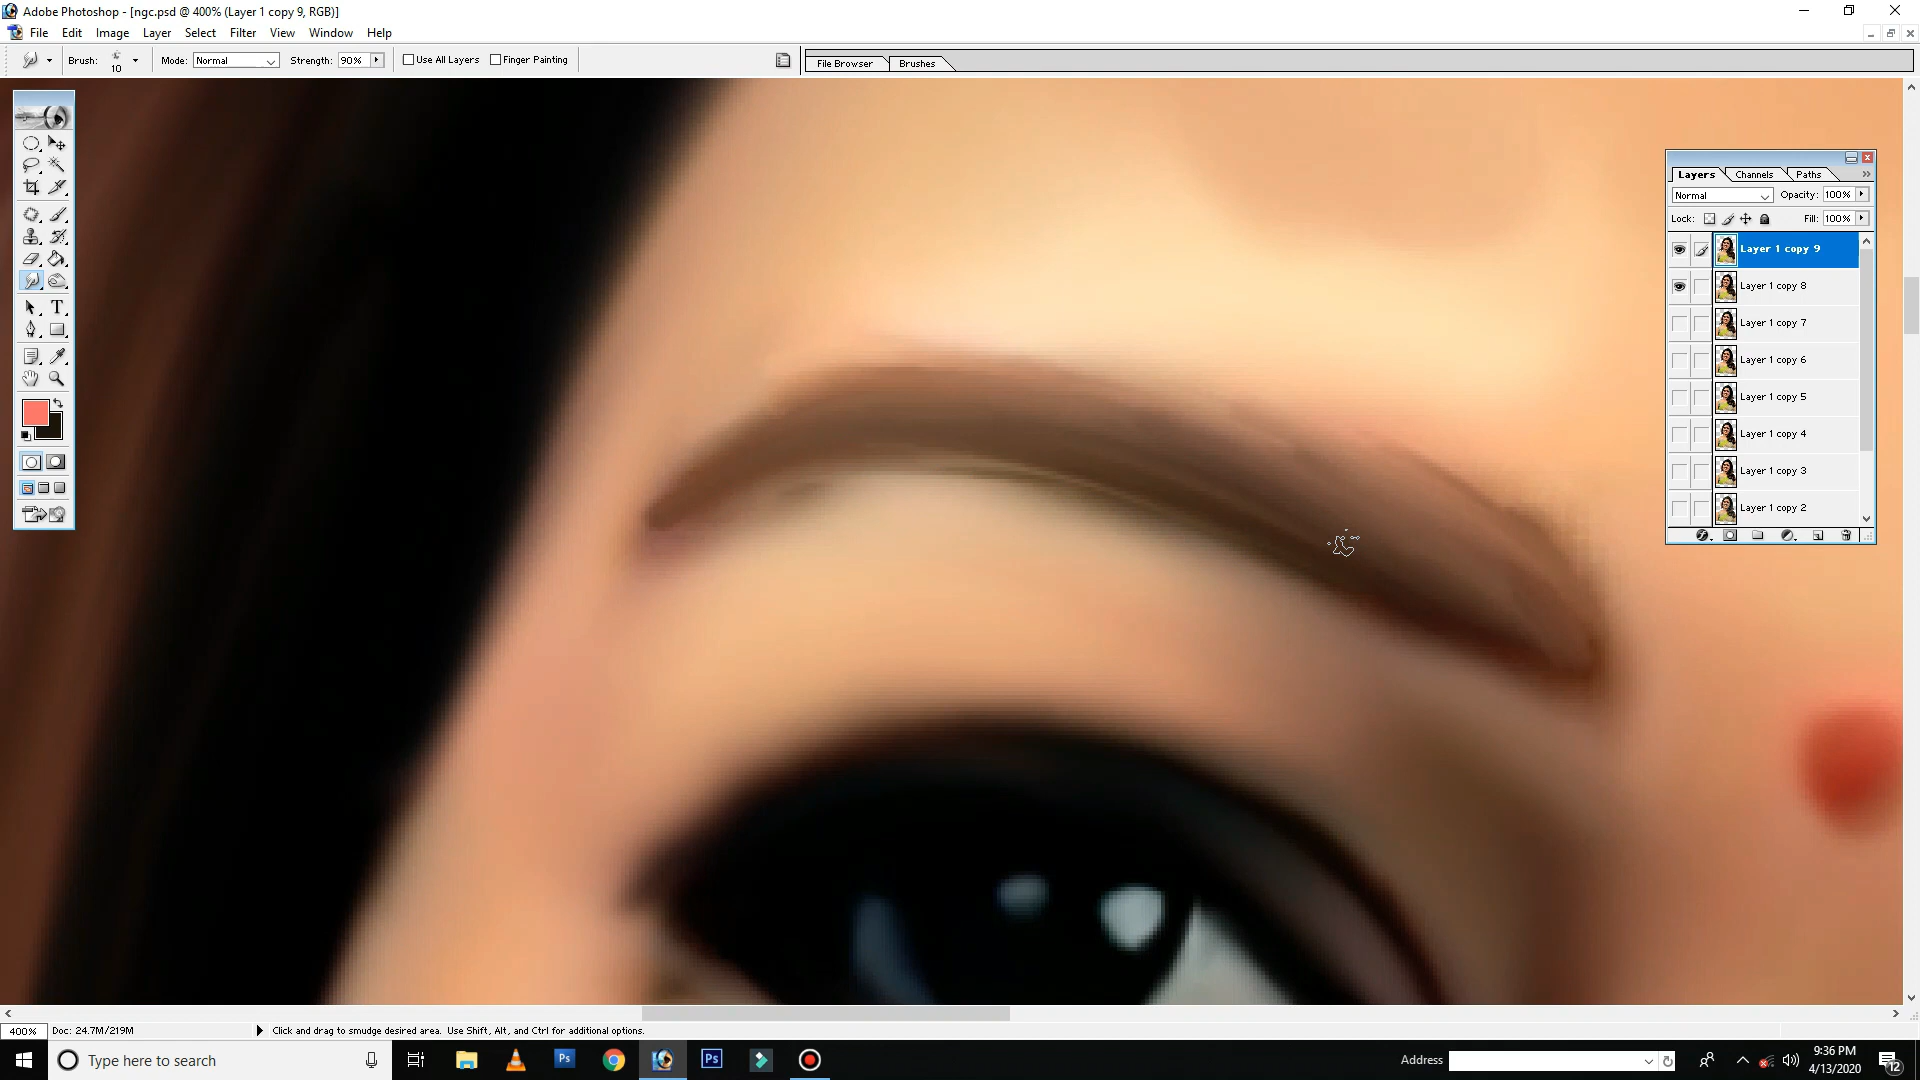 Adobe Photoshop - [ngc.psd @ 400% (Layer 1 copy 9, RGB)]
File Edit Image Layer Select Filter View Window Help
Brush: 10 Mode: Normal Strength: 90% Use All Layers Finger Painting File Browser Brushes
Layers Channels Paths
Normal Opacity: 100%
Lock: Fill: 100%
Layer 1 copy 9
Layer 1 copy 8
Layer 1 copy 7
Layer 1 copy 6
Layer 1 copy 5
Layer 1 copy 4
Layer 1 copy 3
Layer 1 copy 2
T
400% Doc: 24.7M/219M Click and drag to smudge desired area. Use Shift, Alt, and Ctrl for additional options.
Type here to search Ps Ps Address 9:36 PM
4/13/2020 12